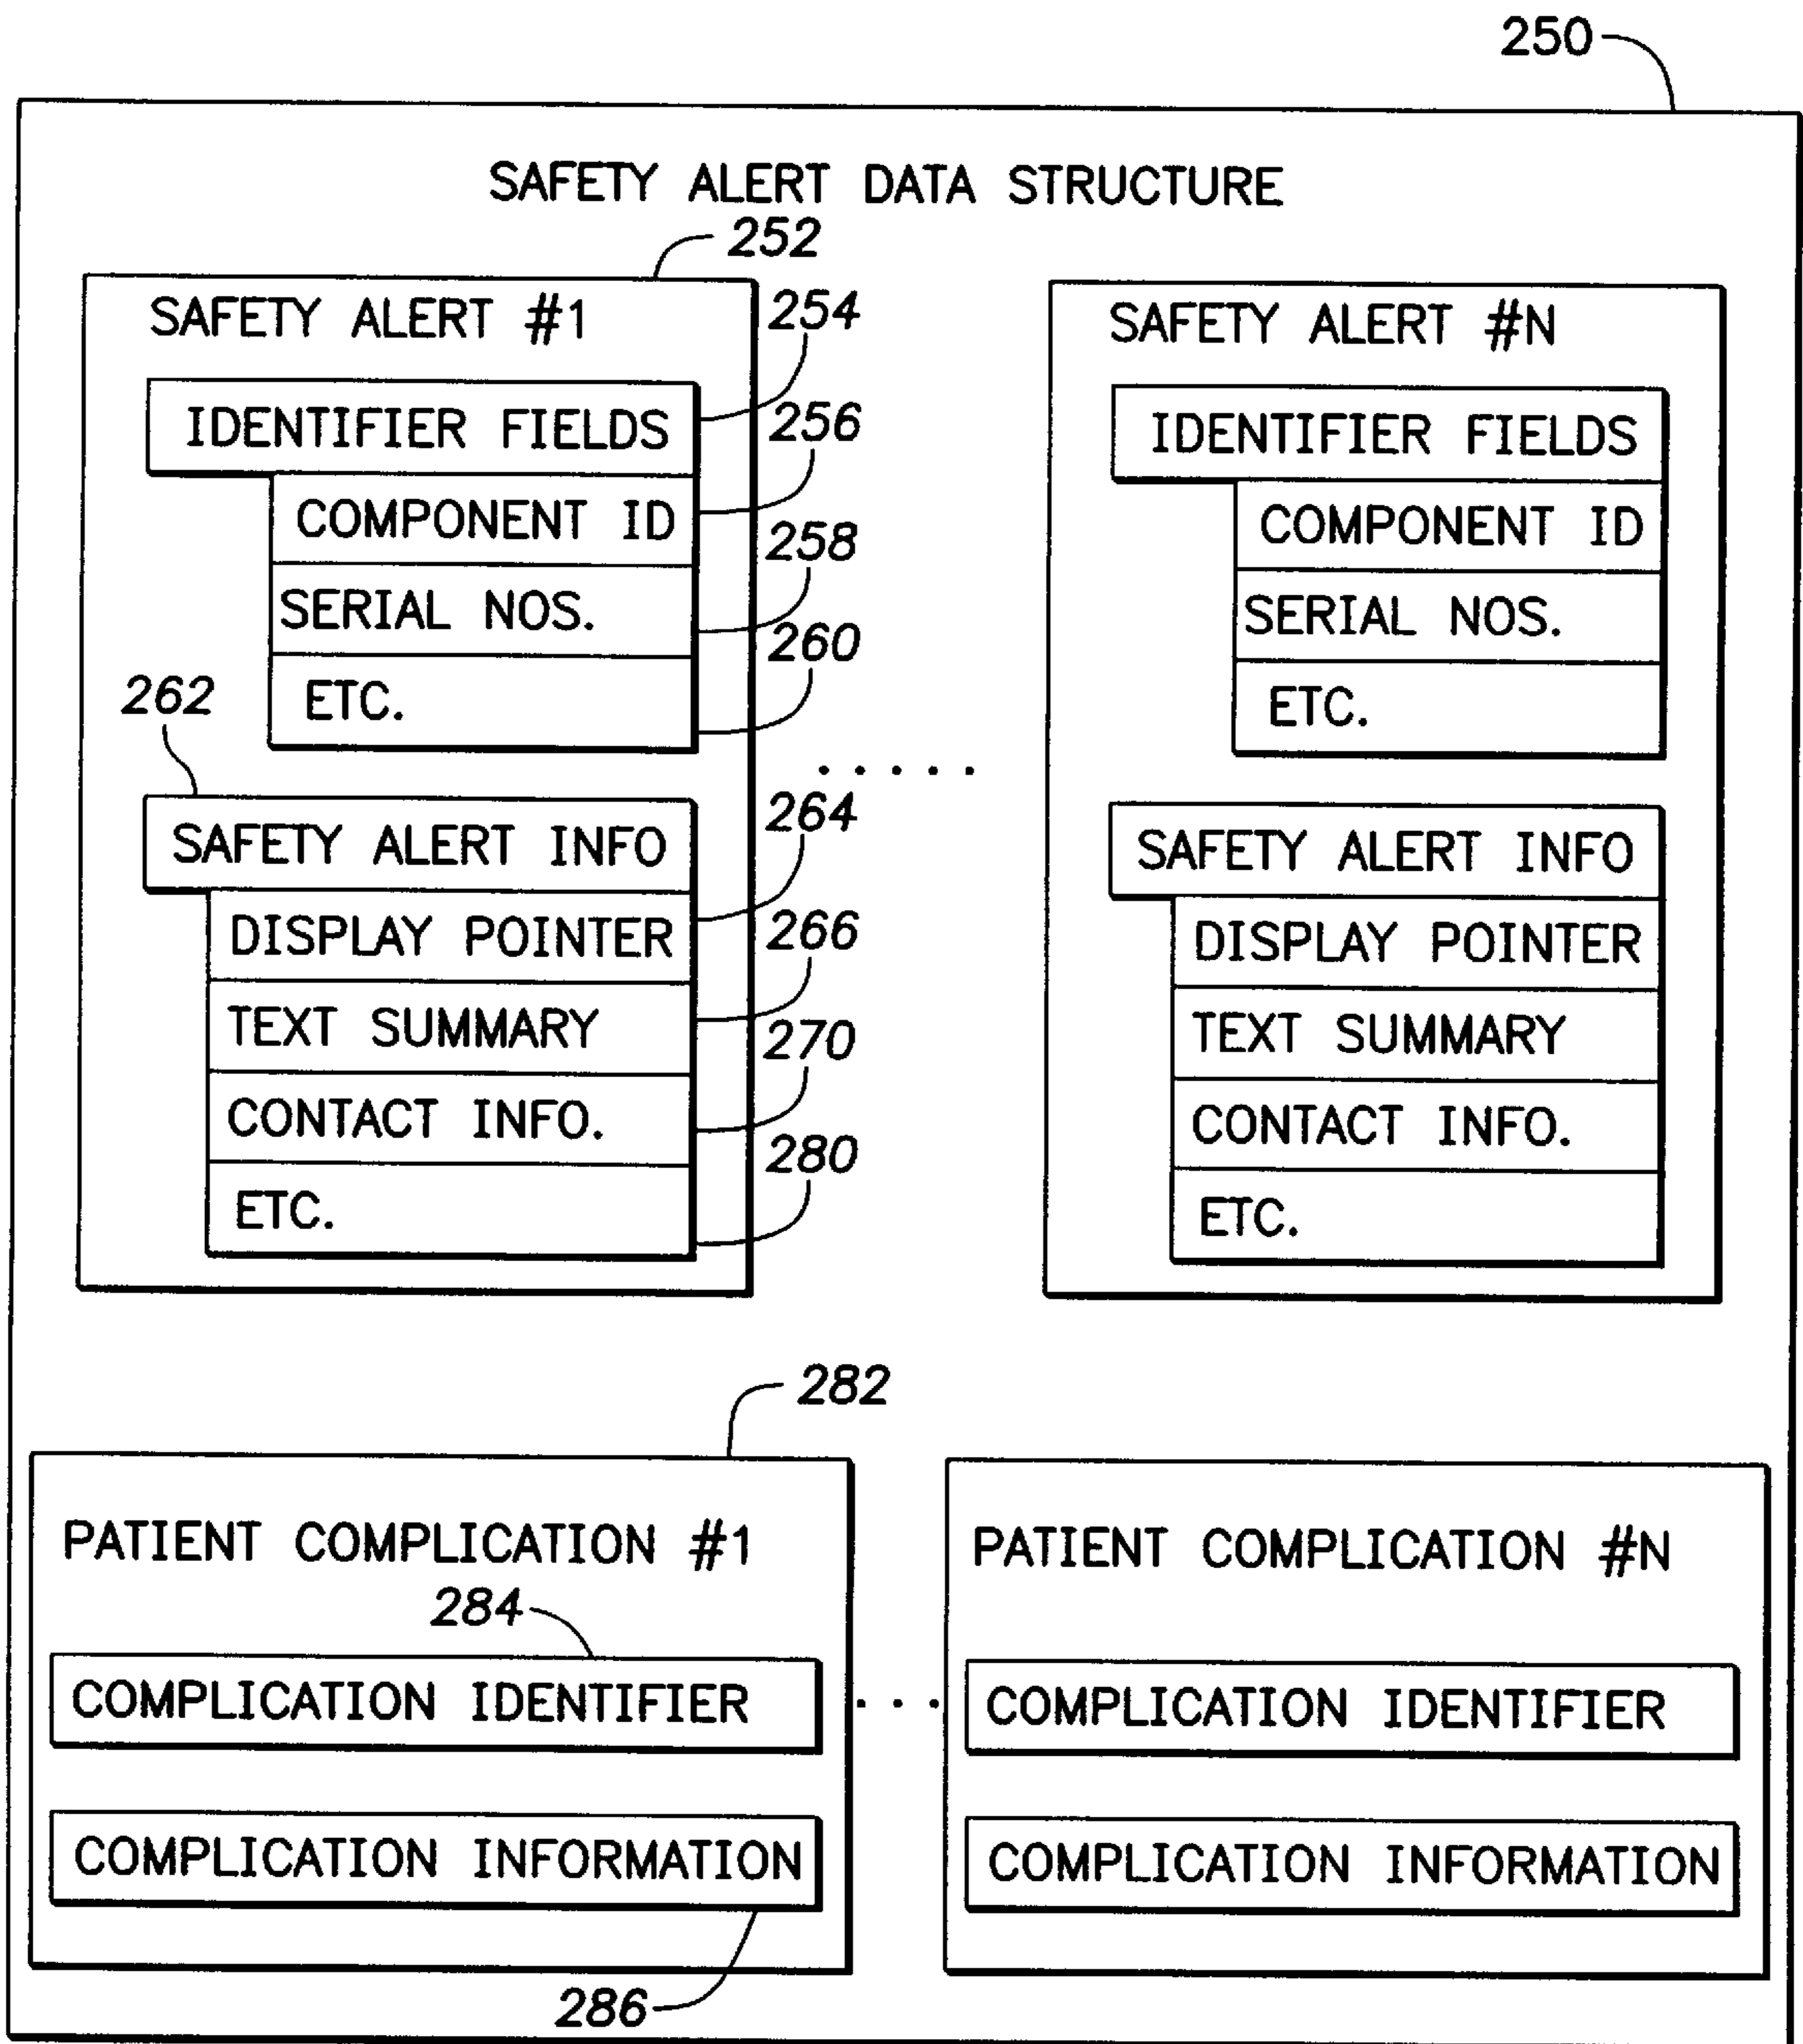 250
SAFETY ALERT DATA STRUCTURE
252
SAFETY ALERT #1
254
IDENTIFIER FIELDS
256
COMPONENT ID
258
SERIAL NOS.
260
ETC.
262
SAFETY ALERT INFO
264
DISPLAY POINTER
266
TEXT SUMMARY
270
CONTACT INFO.
280
ETC.
. . . . .
SAFETY ALERT #N
IDENTIFIER FIELDS
COMPONENT ID
SERIAL NOS.
ETC.
SAFETY ALERT INFO
DISPLAY POINTER
TEXT SUMMARY
CONTACT INFO.
ETC.
282
PATIENT COMPLICATION #1
284
COMPLICATION IDENTIFIER
COMPLICATION INFORMATION
286
. . .
PATIENT COMPLICATION #N
COMPLICATION IDENTIFIER
COMPLICATION INFORMATION